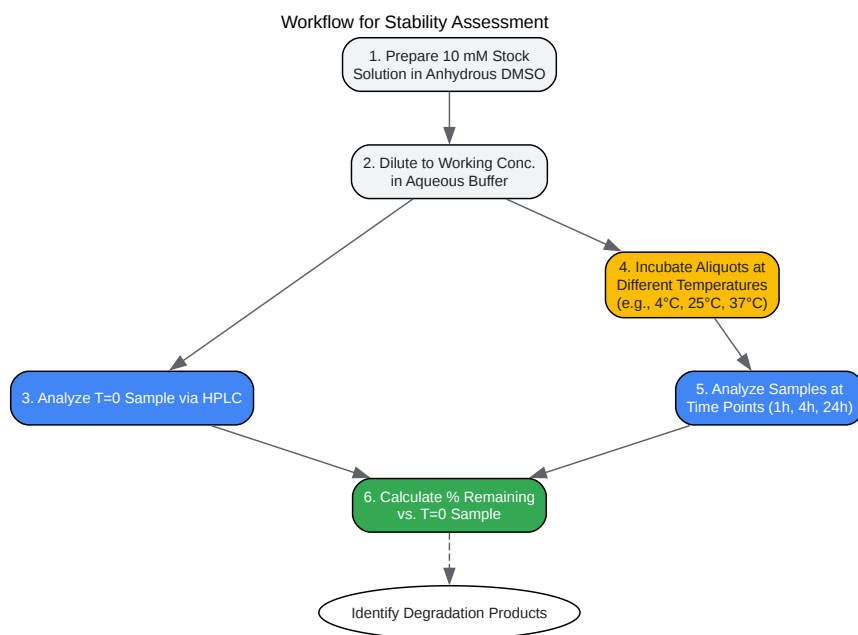 Workflow for Stability Assessment
1. Prepare 10 mM Stock
Solution in Anhydrous DMSO
2. Dilute to Working Conc.
in Aqueous Buffer
4. Incubate Aliquots at
Different Temperatures
(e.g., 4°C, 25°C, 37°C)
3. Analyze T=0 Sample via HPLC
5. Analyze Samples at
Time Points (1h, 4h, 24h)
6. Calculate % Remaining
vs. T=0 Sample
Identify Degradation Products